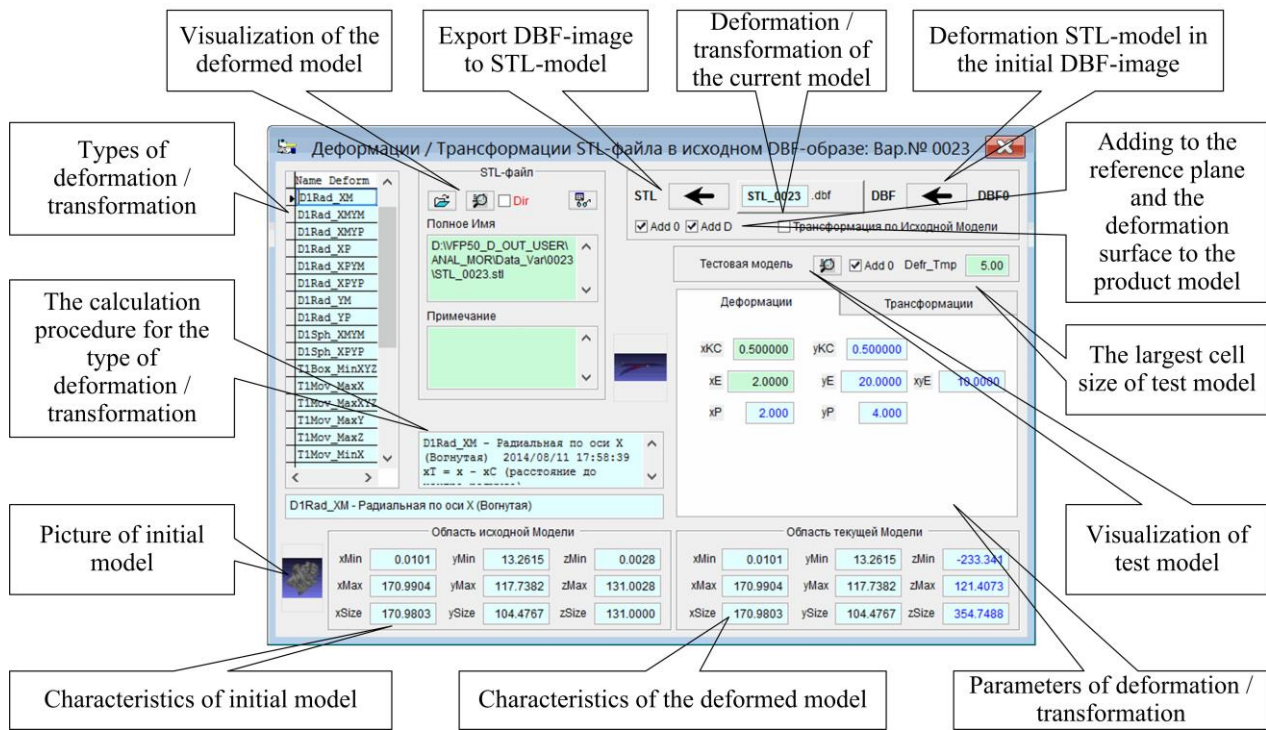 Visualization of the
deformed model
Export DBF-image
to STL-model
Deformation /
transformation of
the current model
Deformation STL-model in
the initial DBF-image
Types of
deformation /
transformation
The calculation
procedure for the
type of
deformation /
transformation
Picture of initial
model
Adding to the
reference plane
and the
deformation
surface to the
product model
The largest cell
size of test model
Visualization of
test model
Деформации / Трансформации STL-файла в исходном DBF-образе: Вар.№ 0023
Name Deform
D1Rad_XM
D1Rad_XMYM
D1Rad_XMYP
D1Rad_XP
D1Rad_XPYM
D1Rad_XPYP
D1Rad_YM
D1Rad_YP
D1Sph_XMYM
D1Sph_XPYP
T1Box_MinXYZ
T1Mov_MaxX
T1Mov_MaxXYZ
T1Mov_MaxY
T1Mov_MaxZ
T1Mov_MinX
STL-файл
Dir
Полное Имя
D:\VFP50_D_OUT_USER\
ANAL_MOR\Data_Var\0023
\STL_0023.stl
Примечание
STL STL_0023 .dbf DBF DBF0
Add 0 Add D Трансформация по Исходной Модели
Тестовая модель Add 0 Defr_Tmp 5.00
Деформации Трансформации
xKC 0.500000 yKC 0.500000
xE 2.0000 yE 20.0000 xyE 10.0000
xP 2.000 yP 4.000
D1Rad_XM - Радиальная по оси X
(Вогнутая) 2014/08/11 17:58:39
xT = x - xC (расстояние до
D1Rad_XM - Радиальная по оси X (Вогнутая)
Область исходной Модели
xMin 0.0101 yMin 13.2615 zMin 0.0028
xMax 170.9904 yMax 117.7382 zMax 131.0028
xSize 170.9803 ySize 104.4767 zSize 131.0000
Область текущей Модели
xMin 0.0101 yMin 13.2615 zMin -233.341
xMax 170.9904 yMax 117.7382 zMax 121.4073
xSize 170.9803 ySize 104.4767 zSize 354.7488
Characteristics of initial model
Characteristics of the deformed model
Parameters of deformation /
transformation